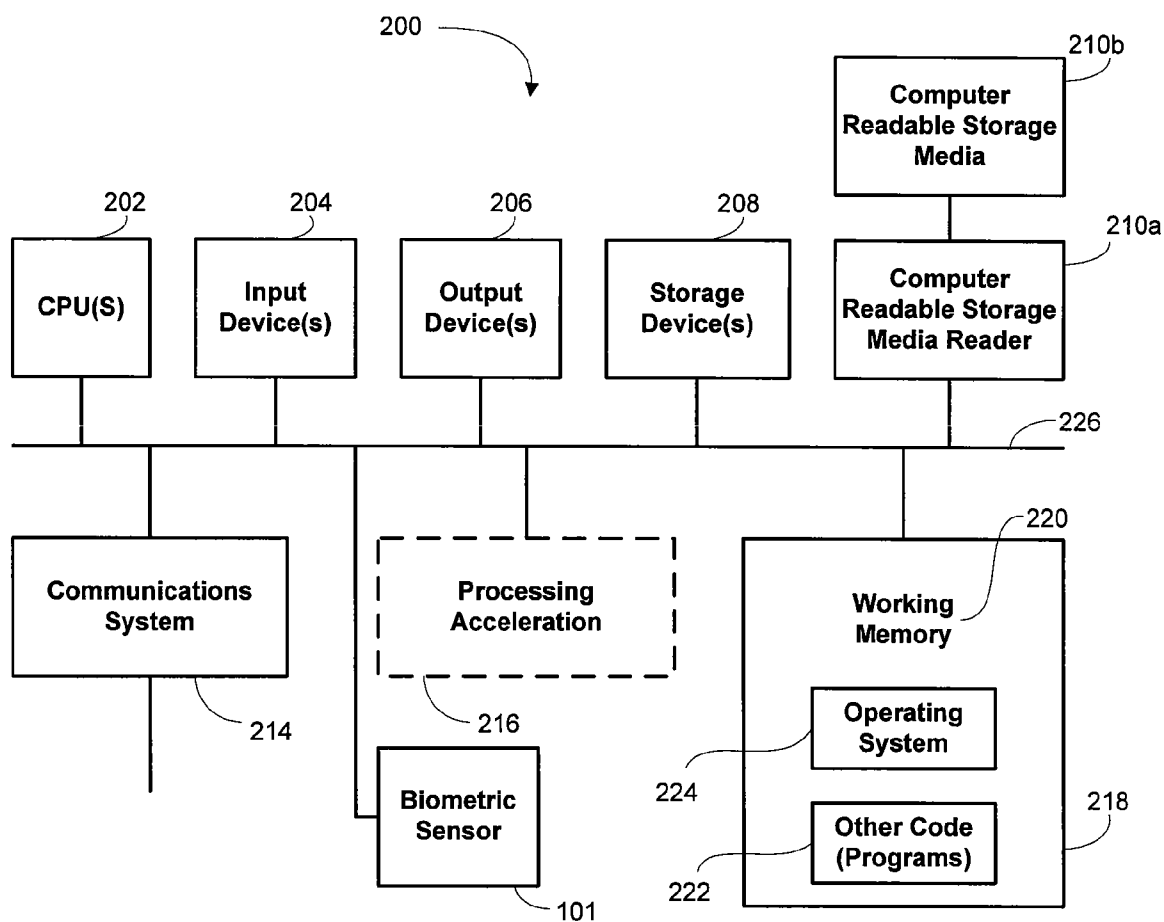 200
210b
Computer
Readable Storage
Media
202
204
206
208
210a
CPU(S)
Input
Device(s)
Output
Device(s)
Storage
Device(s)
Computer
Readable Storage
Media Reader
226
220
Communications
System
Processing
Acceleration
Working
Memory
214
216
Operating
System
224
Biometric
Sensor
Other Code
(Programs)
218
222
101